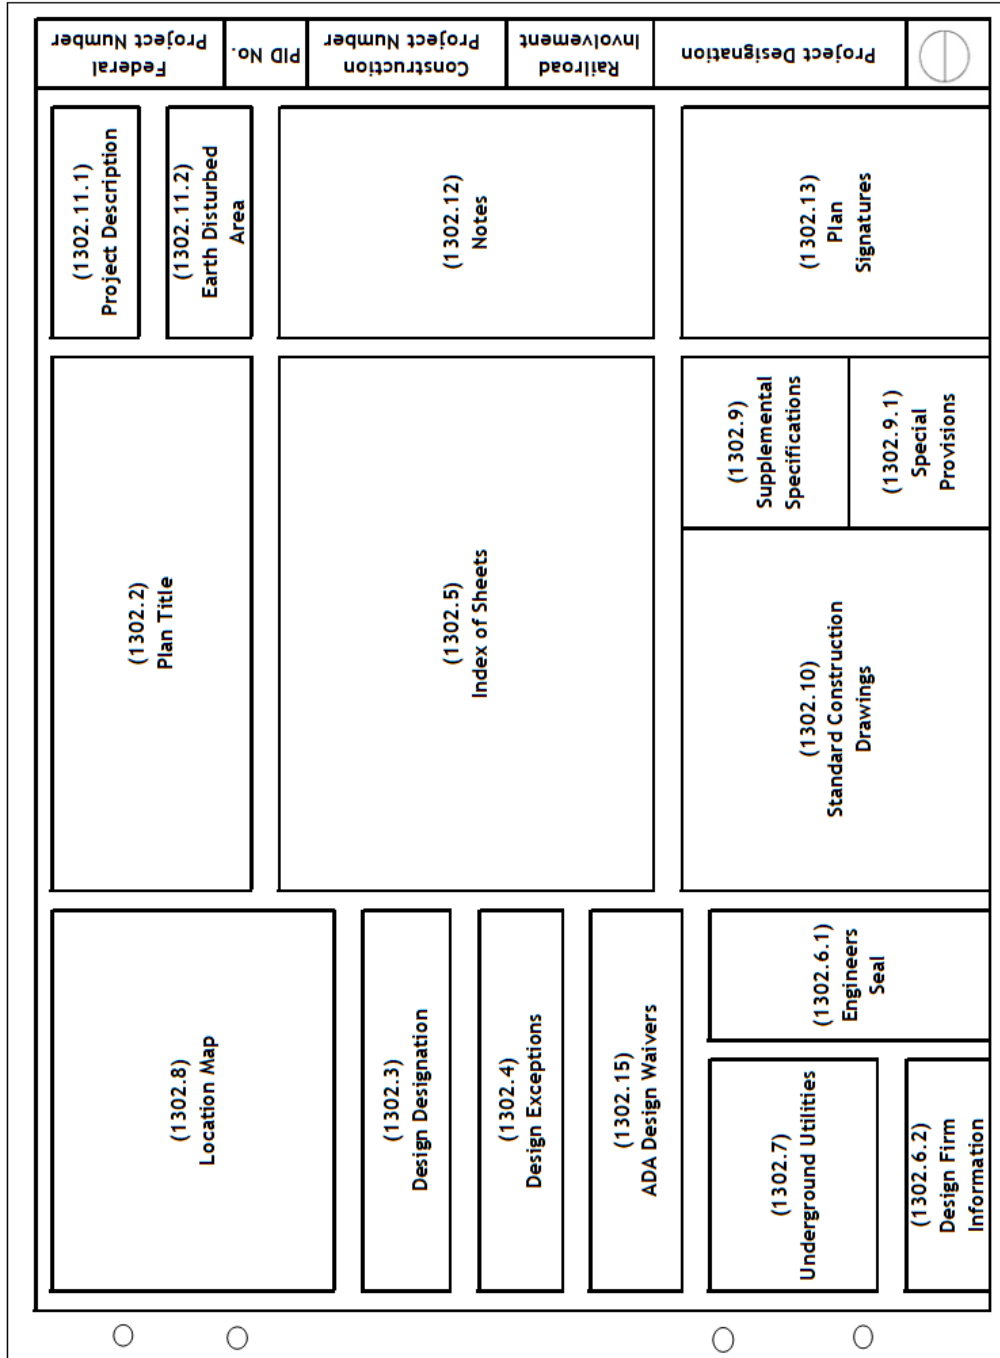 Federal
Project Number
PID No.
Construction
Project Number
Railroad
Involvement
Project Designation
(1302.11.1)
Project Description
(1302.11.2)
Earth Disturbed
Area
(1302.12)
Notes
(1302.13)
Plan
Signatures
(1302.2)
Plan Title
(1302.5)
Index of Sheets
(1302.9)
Supplemental
Specifications
(1302.9.1)
Special
Provisions
(1302.10)
Standard Construction
Drawings
(1302.8)
Location Map
(1302.3)
Design Designation
(1302.4)
Design Exceptions
(1302.15)
ADA Design Waivers
(1302.6.1)
Engineers
Seal
(1302.7)
Underground Utilities
(1302.6.2)
Design Firm
Information